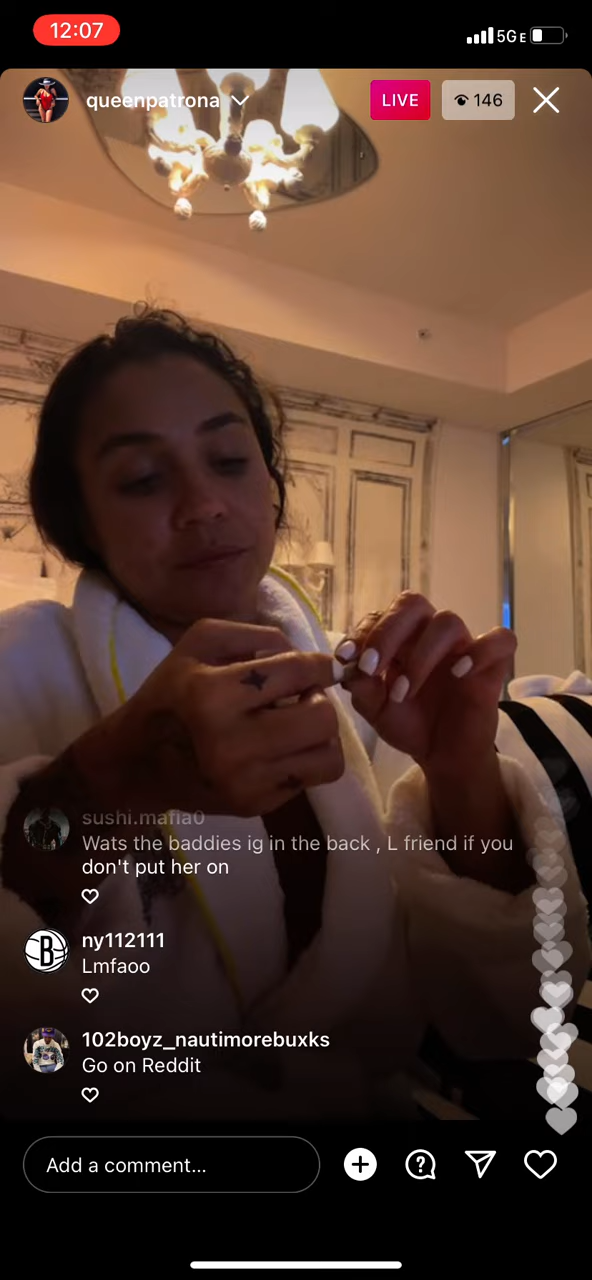 12:07
5GE
queenpatrona
LIVE
146
sushi.mafia0
Wats the baddies ig in the back , L friend if you
don't put her on
B
ny112111
Lmfaoo
102boyz_nautimorebuxks
Go on Reddit
Add a comment...